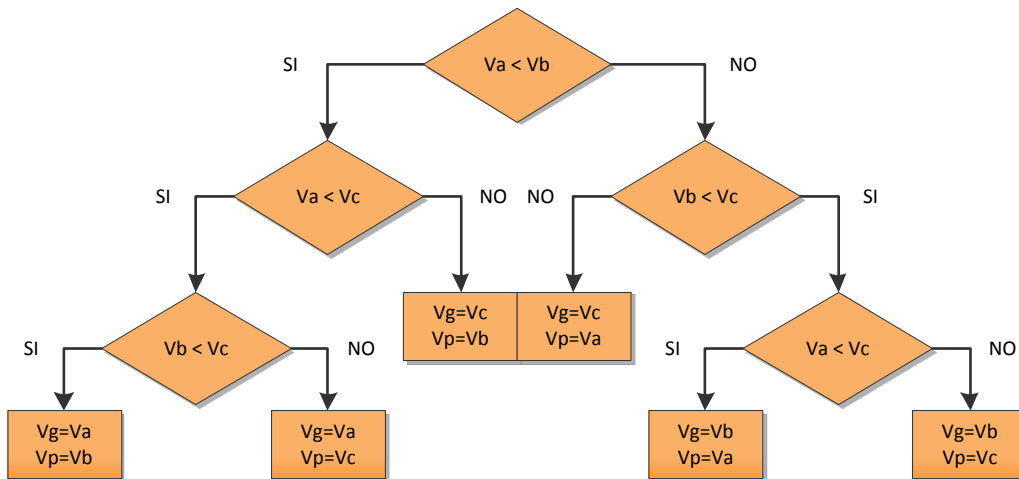 Va < Vb
SI
NO
Va < Vc
SI
NO
NO
Vb < Vc
SI
Vg=Vc
Vp=Vb
Vg=Vc
Vp=Va
Vb < Vc
SI
NO
Va < Vc
SI
NO
Vg=Va
Vp=Vb
Vg=Va
Vp=Vc
Vg=Vb
Vp=Va
Vg=Vb
Vp=Vc